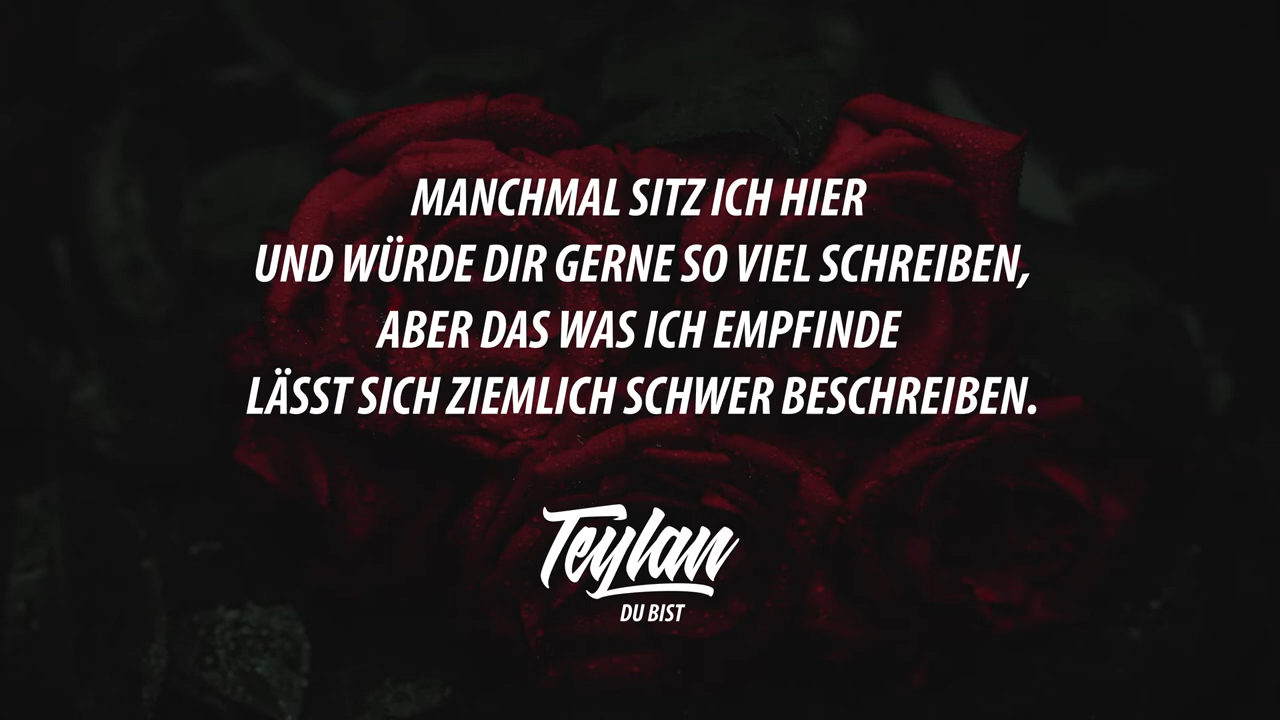 MANCHMAL SITZ ICH HIER
UND WÜRDE DIR GERNE SO VIEL SCHREIBEN,
ABER DAS WAS ICH EMPFINDE
LÄSST SICH ZIEMLICH SCHWER BESCHREIBEN.
Teylan
DU BIST